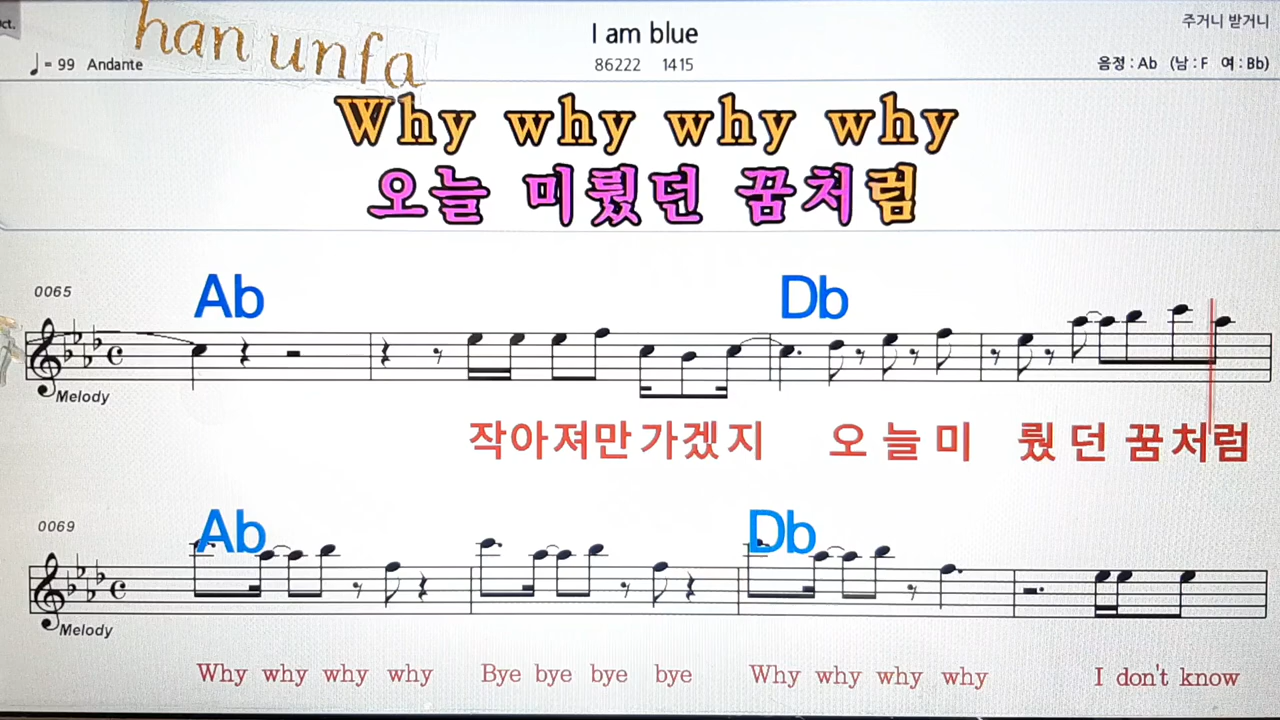 ct.
han unfa
I am blue
주거니 받거니
♩= 99 Andante
86222 1415
음정 : Ab (남 : F 여 : Bb)
Why why why why
오늘 미뤘던 꿈처럼
0065
Ab Db
Melody
작아져만가겠지 오늘미 뤘던 꿈처럼
0069
Ab Db
Melody
Why why why why Bye bye bye bye Why why why why I don't know